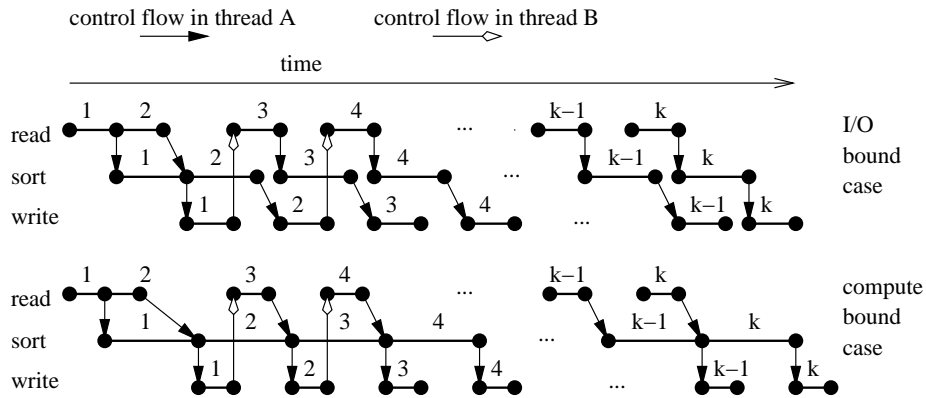 control flow in thread A    control flow in thread B
time
1 2 3 4 ... k−1 k
read I/O
1 2 3 4 k−1 k bound
sort ... case
write 1 2 3 4 ... k−1 k
1 2 3 4 ... k−1 k
read compute
1 2 3 4 k−1 k bound
sort ... case
write 1 2 3 4 ... k−1 k